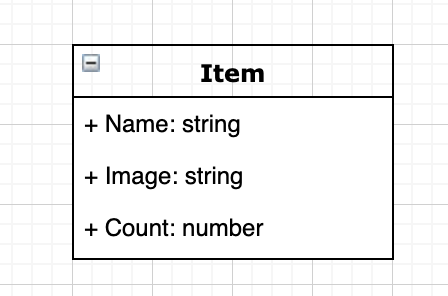 Item
+ Name: string
+ Image: string
+ Count: number